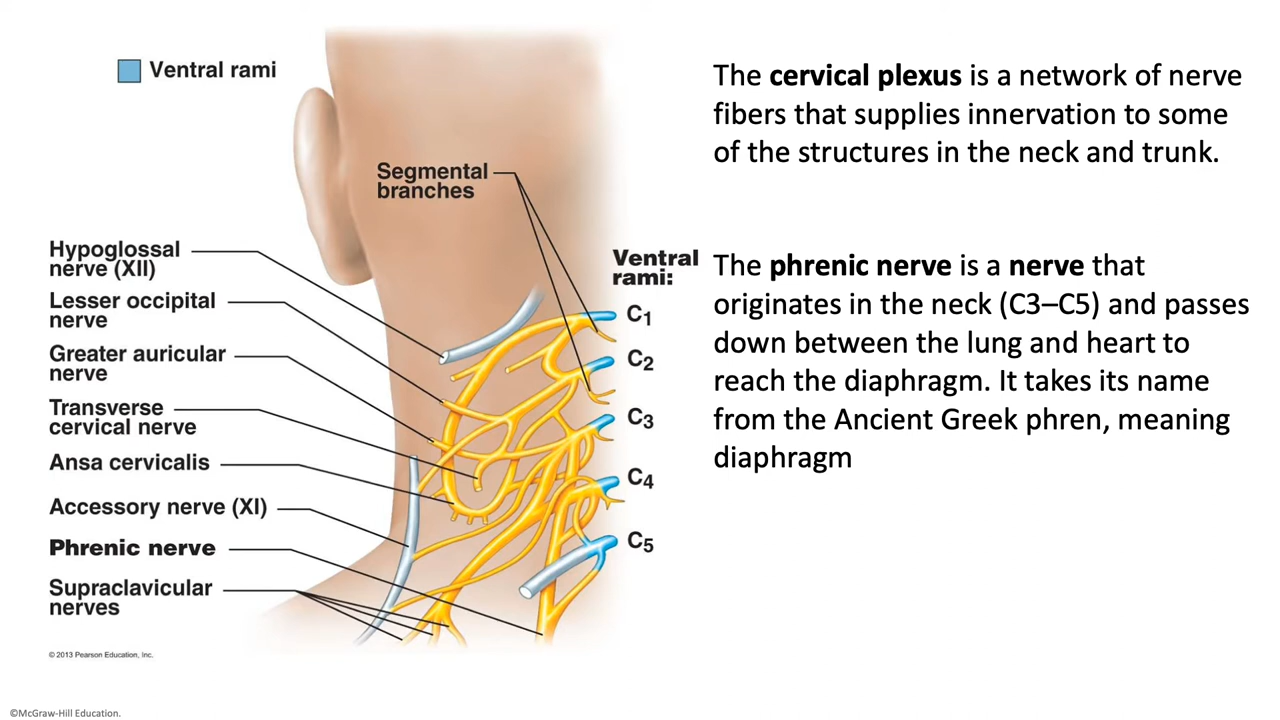 Ventral rami
Segmental
branches
Hypoglossal
nerve (XII)
Lesser occipital
nerve
Greater auricular
nerve
Transverse
cervical nerve
Ansa cervicalis
Accessory nerve (XI)
Phrenic nerve
Supraclavicular
nerves
Ventral
rami:
C1
C2
C3
C4
C5
© 2013 Pearson Education, Inc.
The cervical plexus is a network of nerve
fibers that supplies innervation to some
of the structures in the neck and trunk.
The phrenic nerve is a nerve that
originates in the neck (C3–C5) and passes
down between the lung and heart to
reach the diaphragm. It takes its name
from the Ancient Greek phren, meaning
diaphragm
©McGraw-Hill Education.